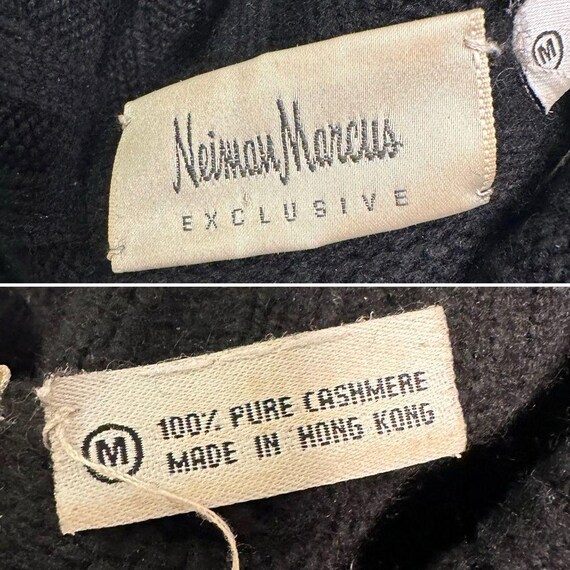 M
Neiman Marcus
EXCLUSIVE
M
100% PURE CASHMERE
MADE IN HONG KONG